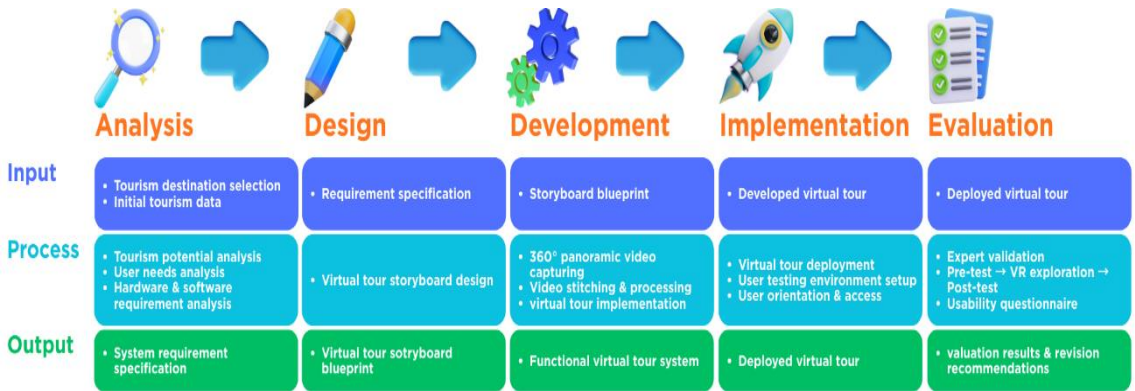 Analysis
Design
Development
Implementation
Evaluation
Input
• Tourism destination selection
• Initial tourism data
• Requirement specification
• Storyboard blueprint
• Developed virtual tour
• Deployed virtual tour
Process
• Tourism potential analysis
• User needs analysis
• Hardware & software
requirement analysis
• Virtual tour storyboard design
• 360° panoramic video
capturing
• Video stitching & processing
• virtual tour implementation
• Virtual tour deployment
• User testing environment setup
• User orientation & access
• Expert validation
• Pre-test → VR exploration →
Post-test
• Usability questionnaire
Output
• System requirement
specification
• Virtual tour sotryboard
blueprint
• Functional virtual tour system
• Deployed virtual tour
• valuation results & revision
recommendations